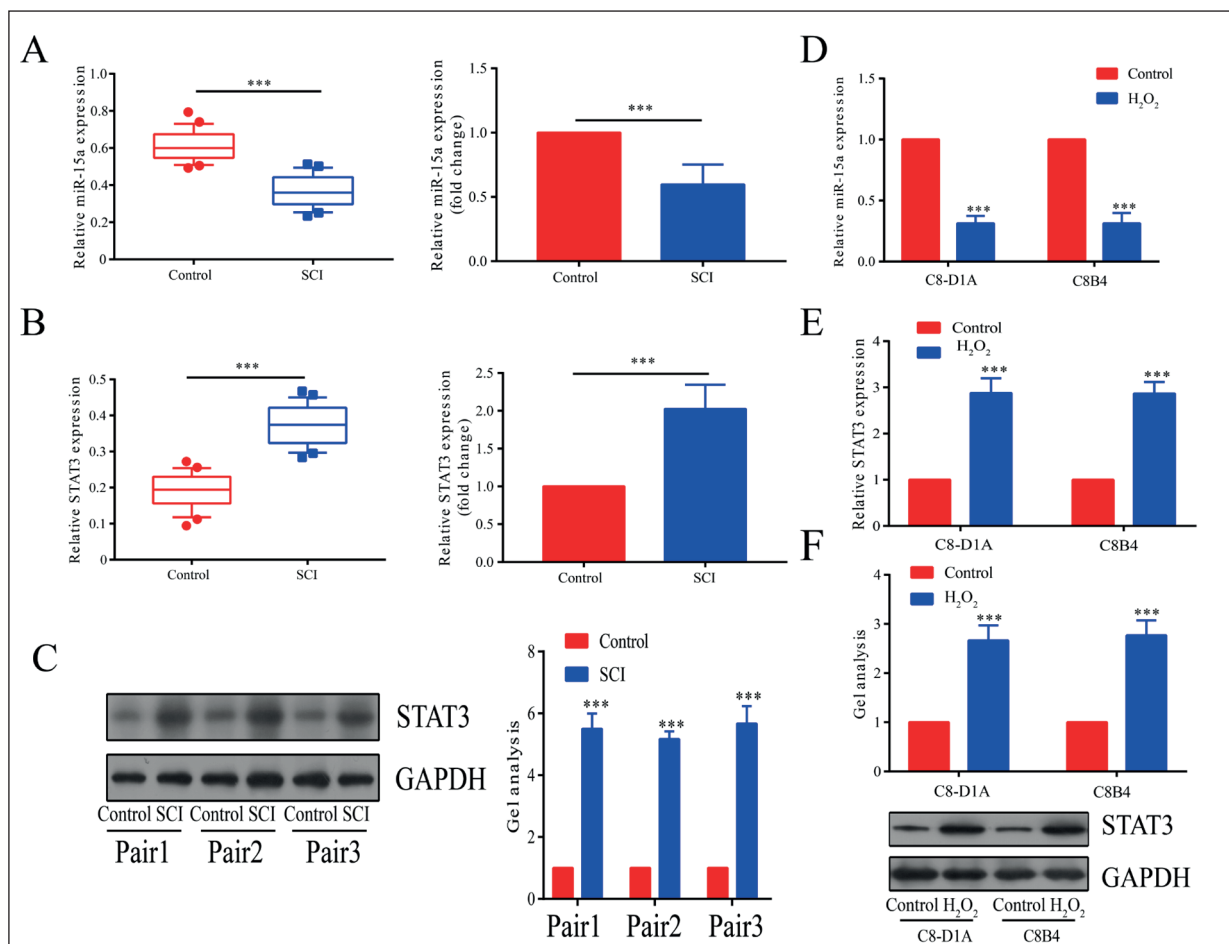 A
Relative miR-15a expression
1.0
0.8
0.6
0.4
0.2
0.0
***
Control
SCI
Relative miR-15a expression
(fold change)
1.5
1.0
0.5
0.0
***
Control
SCI
B
Relative STAT3 expression
0.5
0.4
0.3
0.2
0.1
0.0
***
Control
SCI
Relative STAT3 expression
(fold change)
2.5
2.0
1.5
1.0
0.5
0.0
***
Control
SCI
C
STAT3
GAPDH
Control SCI Control SCI Control SCI
Pair1 Pair2 Pair3
Gel analysis
8
6
4
2
0
Control
SCI
*** *** ***
Pair1 Pair2 Pair3
D
Relative miR-15a expression
1.5
1.0
0.5
0.0
Control
H₂O₂
*** ***
C8-D1A C8B4
E
Relative STAT3 expression
4
3
2
1
0
Control
H₂O₂
*** ***
C8-D1A C8B4
F
Gel analysis
4
3
2
1
0
Control
H₂O₂
*** ***
C8-D1A C8B4
STAT3
GAPDH
Control H₂O₂ Control H₂O₂
C8-D1A C8B4